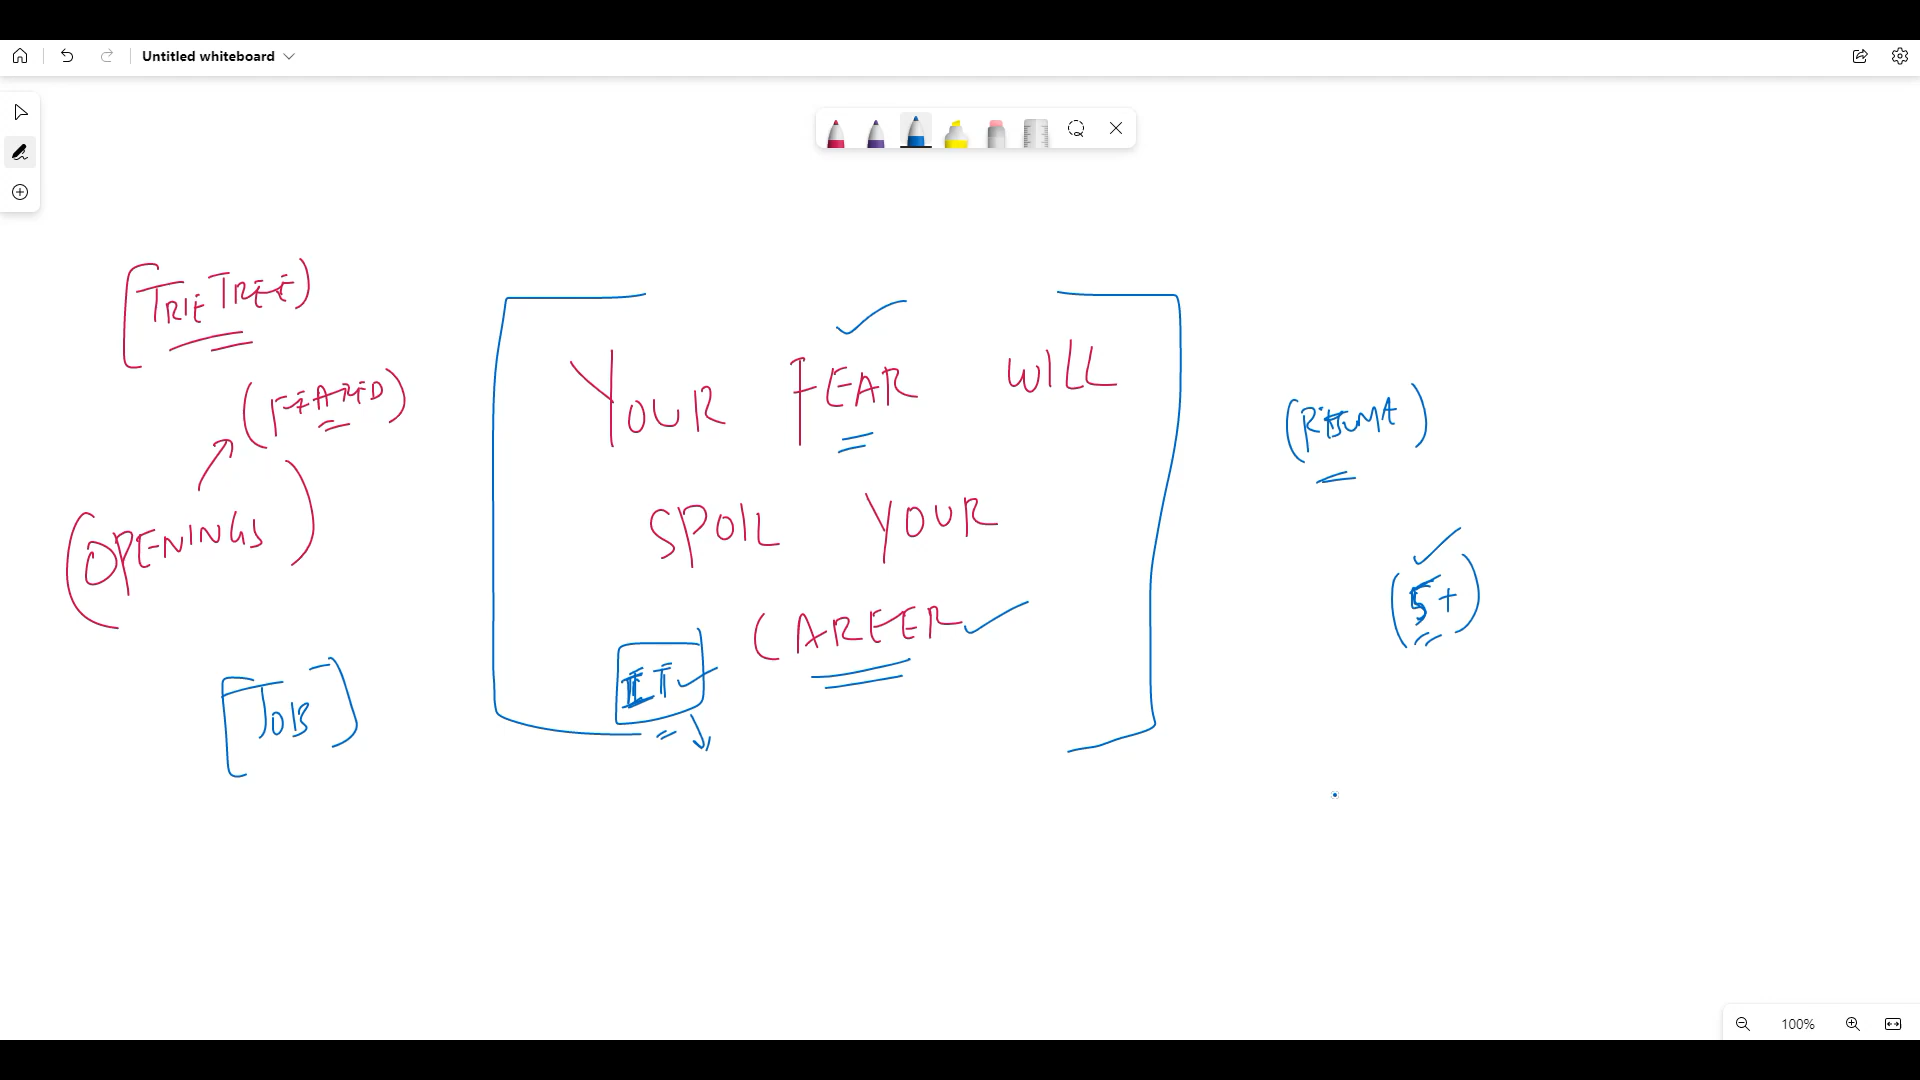 Untitled whiteboard
[TRIE TREE)
(FEARED)
(OPENINGS)
[JOB]
YOUR FEAR WILL
SPOIL YOUR
CAREER
IT
(5+)
100%